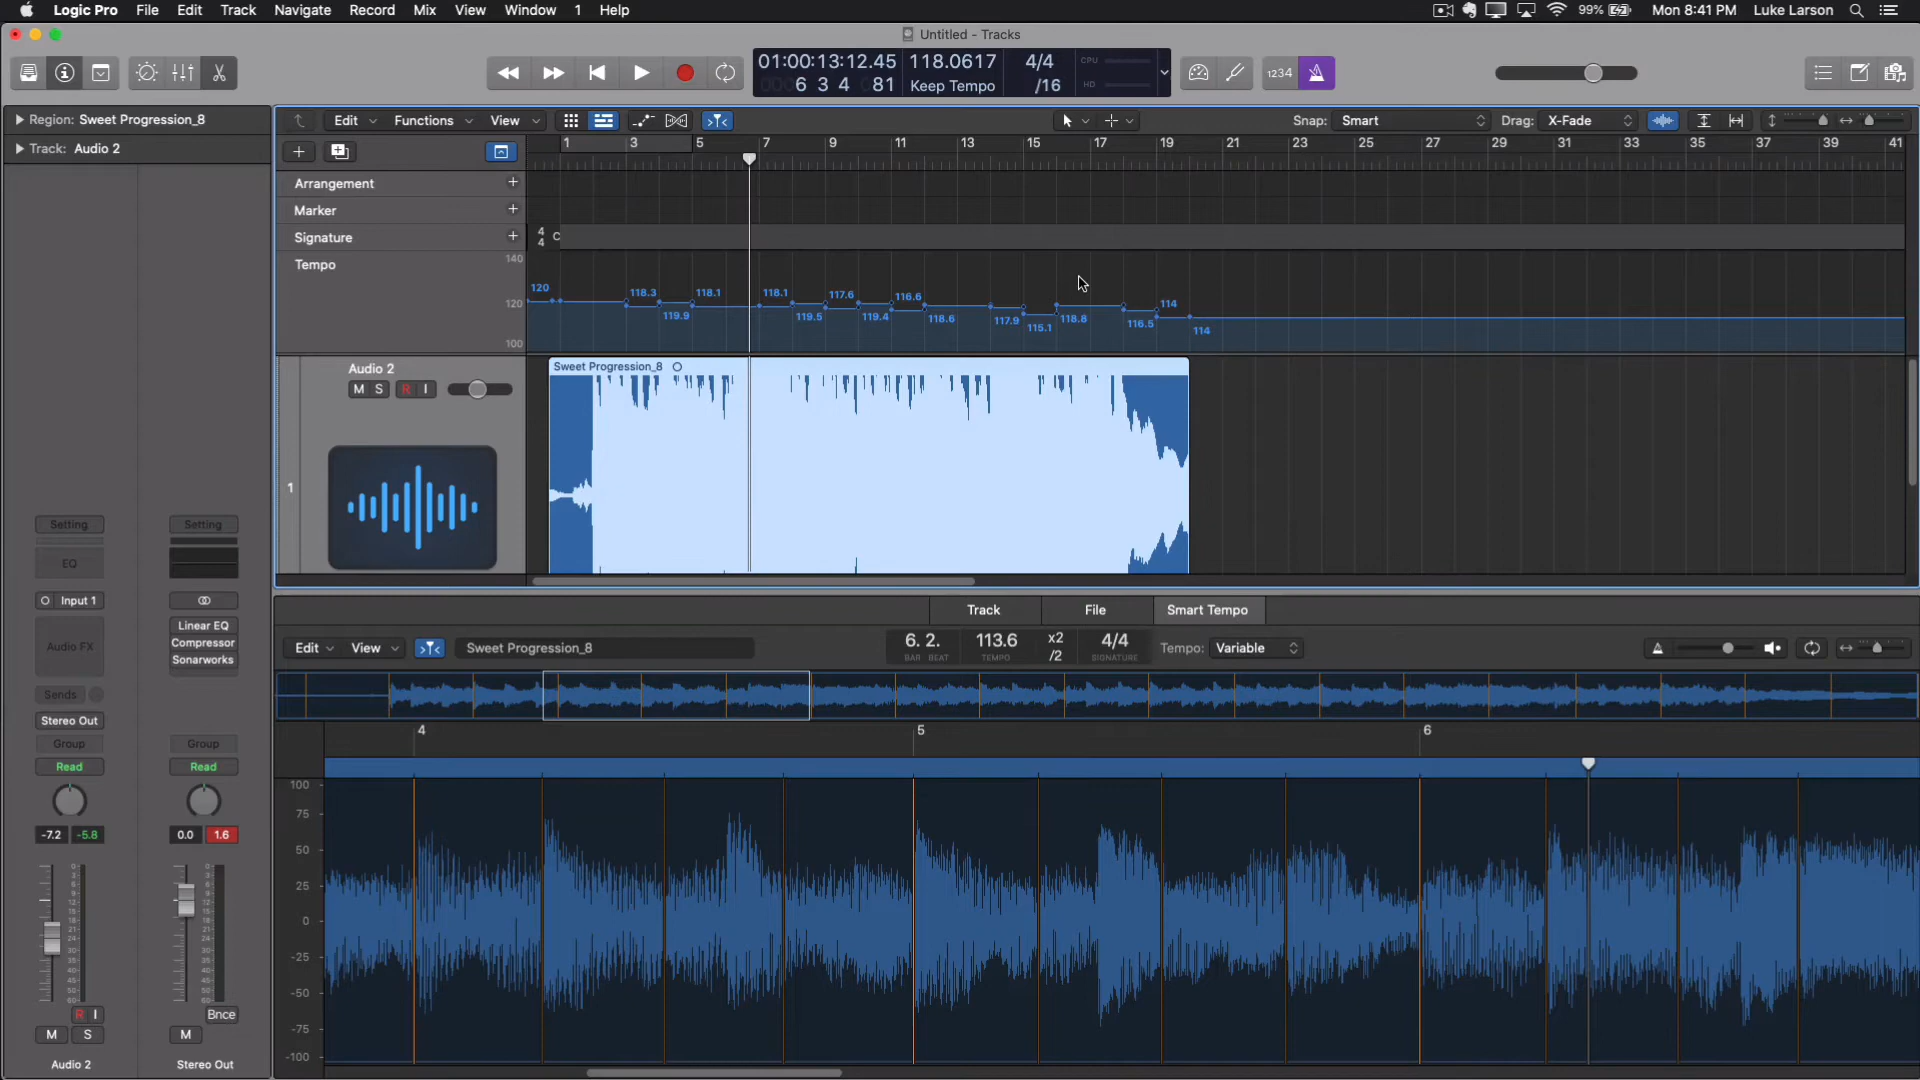 Logic Pro File Edit Track Navigate Record Mix View Window 1 Help 99% Mon 8:41 PM Luke Larson
Untitled - Tracks
01:00:13:12.45 118.0617 4/4 CPU
6 3 4 81 Keep Tempo /16 HD 1234
Region: Sweet Progression_8 Edit Functions View Snap: Smart Drag: X-Fade
Track: Audio 2
1 3 5 7 9 11 13 15 17 19 21 23 25 27 29 31 33 35 37 39 41
Arrangement +
Marker +
Signature + 4 4 C
Tempo 140 120 100
120 118.3 118.1 118.1 117.6 116.6 114
119.9 119.5 119.4 118.6 117.9 115.1 118.8 116.5 114
Audio 2 Sweet Progression_8
M S R I
1
Setting Setting
EQ
Input 1
Audio FX Linear EQ
Compressor
Sonarworks
Sends
Stereo Out
Group Group
Read Read
-7.2 -5.8 0.0 1.6
R I Bnce
M S M
Audio 2 Stereo Out
Track File Smart Tempo
Edit View Sweet Progression_8 6. 2. 113.6 x2 4/4 Tempo: Variable
BAR BEAT TEMPO /2 SIGNATURE
4 5 6
100
75
50
25
0
-25
-50
-75
-100